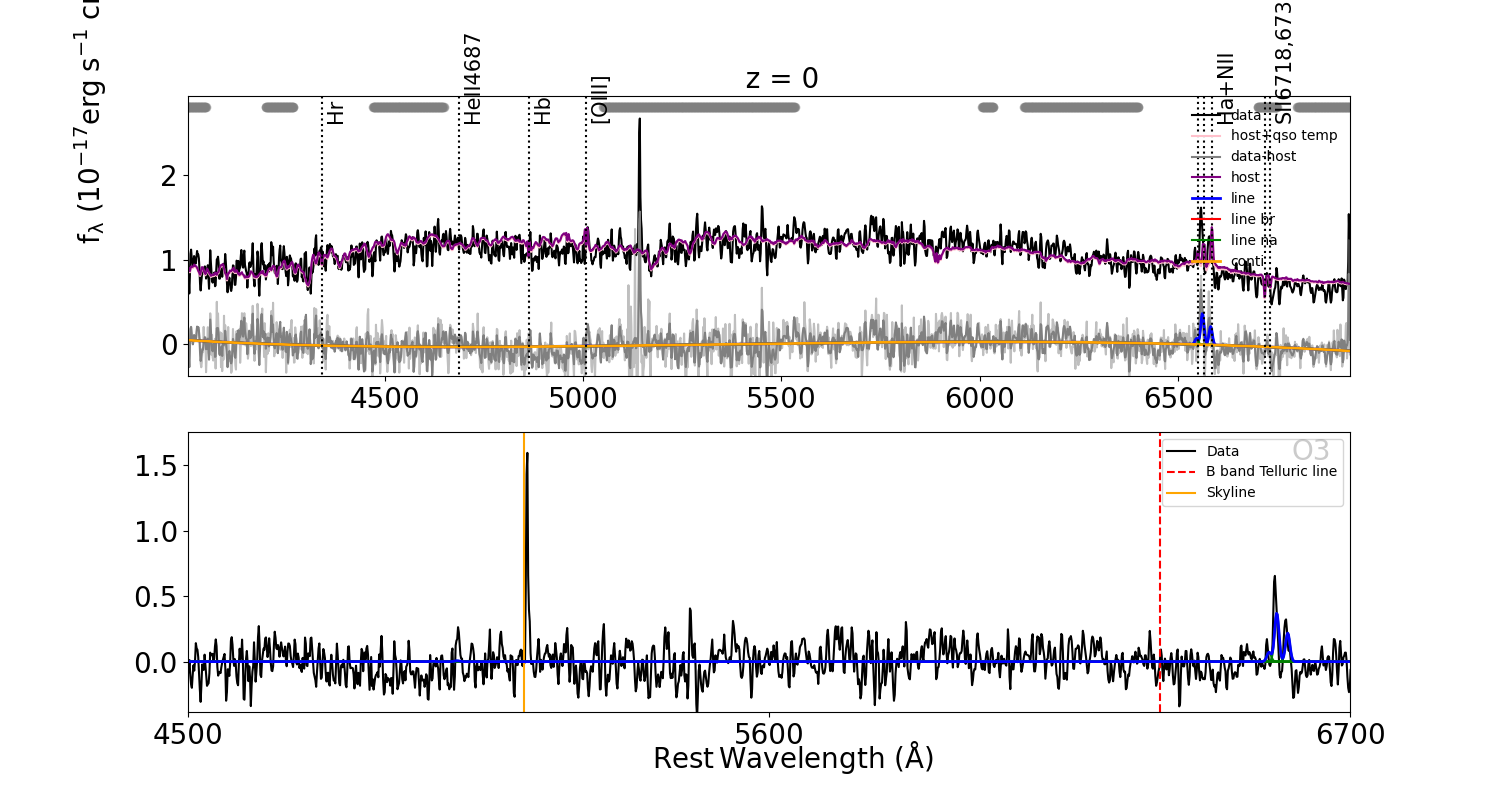 z = 0
f_λ (10^−17 erg s^−1
Hr
HeII4687
Hb
[OIII]
Ha+NII
SII6718,673
data
host+qso temp
data-host
host
line
line br
line na
conti
2
1
0
4500
5000
5500
6000
6500
O3
Data
B band Telluric line
Skyline
1.5
1.0
0.5
0.0
4500
5600
6700
Rest Wavelength (Å)